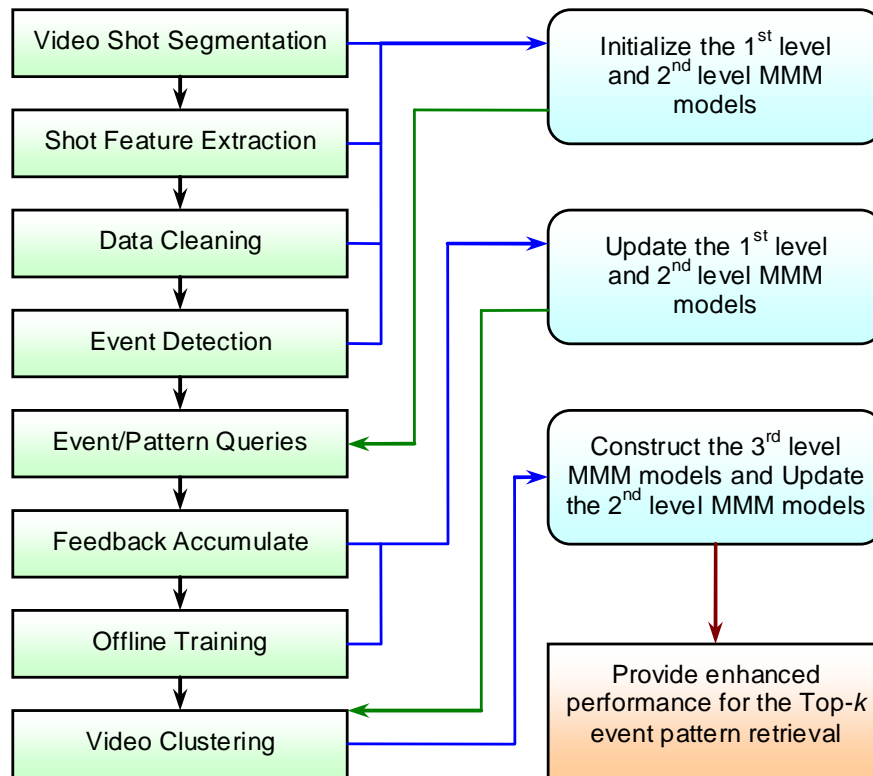 Video Shot Segmentation
Shot Feature Extraction
Data Cleaning
Event Detection
Event/Pattern Queries
Feedback Accumulate
Offline Training
Video Clustering
Initialize the 1st level
and 2nd level MMM
models
Update the 1st level
and 2nd level MMM
models
Construct the 3rd level
MMM models and Update
the 2nd level MMM models
Provide enhanced
performance for the Top-k
event pattern retrieval